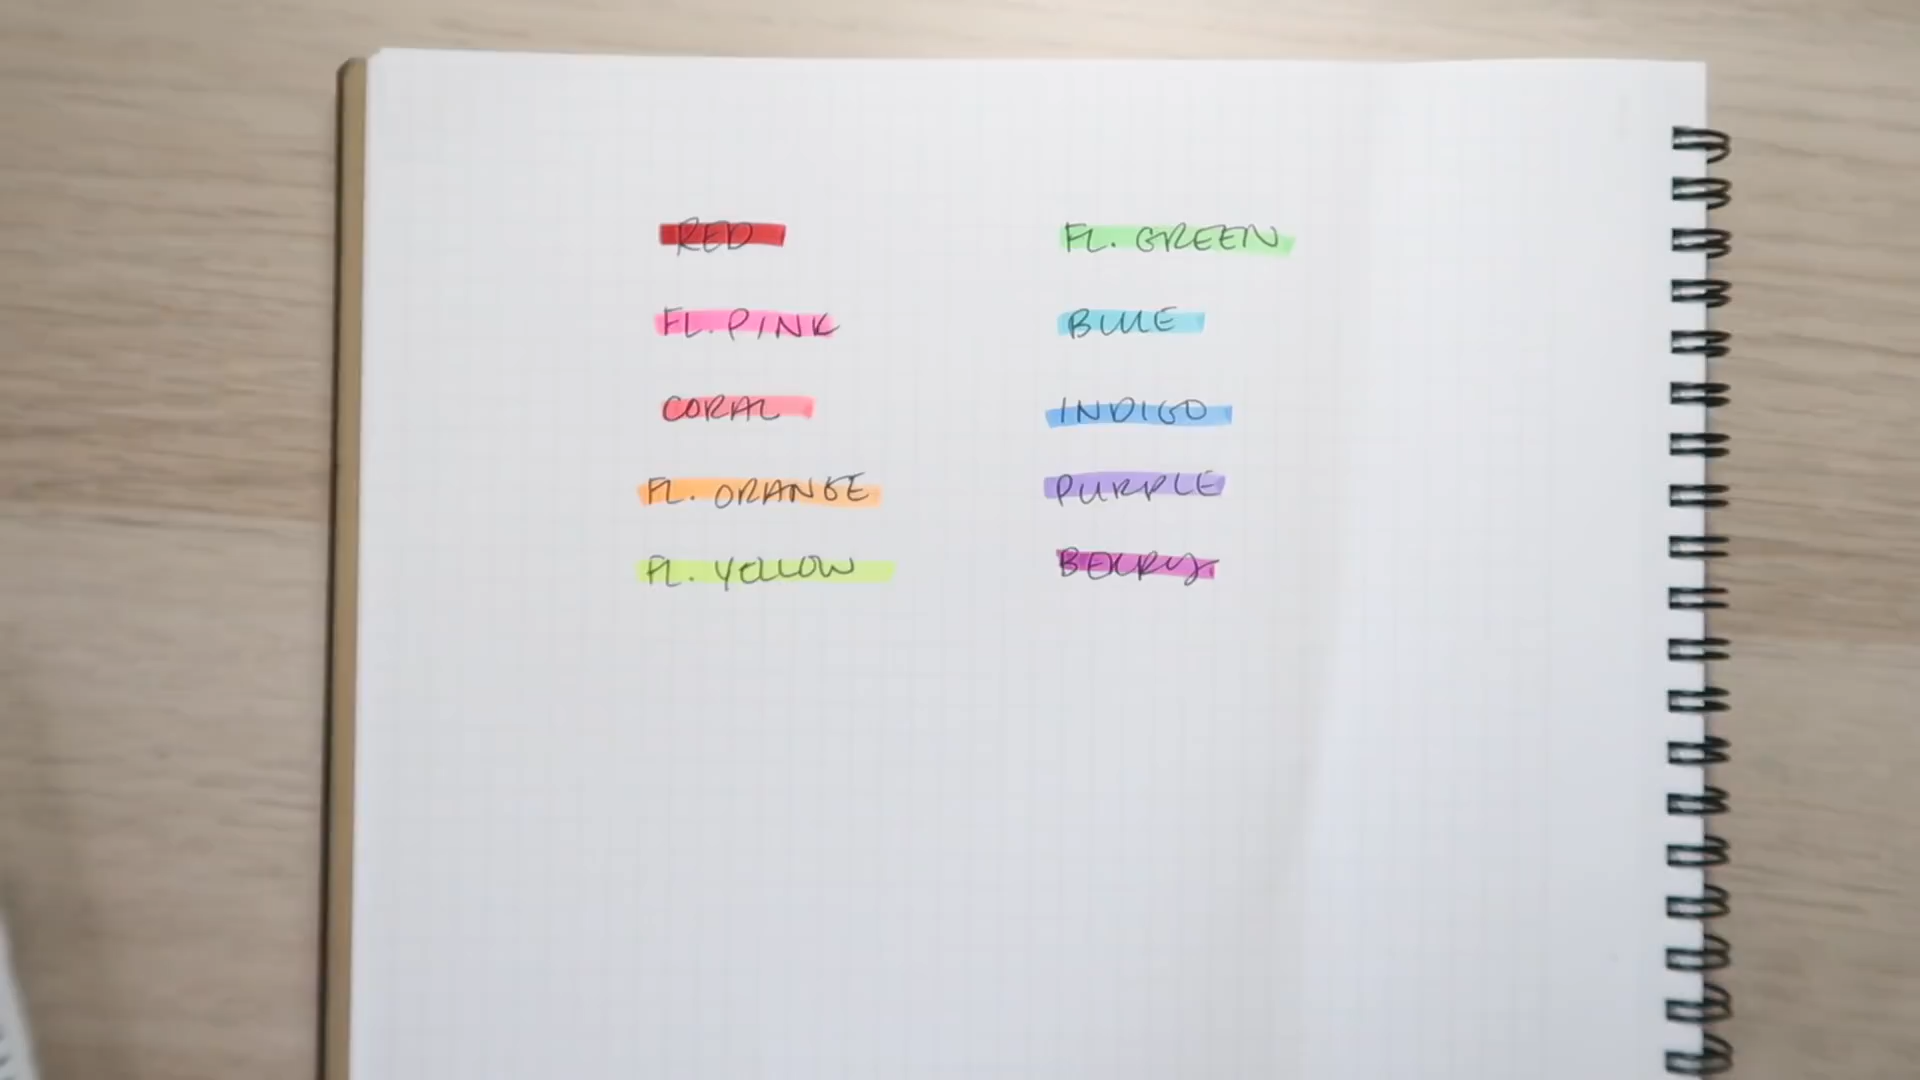 RED
FL. PINK
CORAL
FL. ORANGE
FL. YELLOW
FL. GREEN
BLUE
INDIGO
PURPLE
BERRY